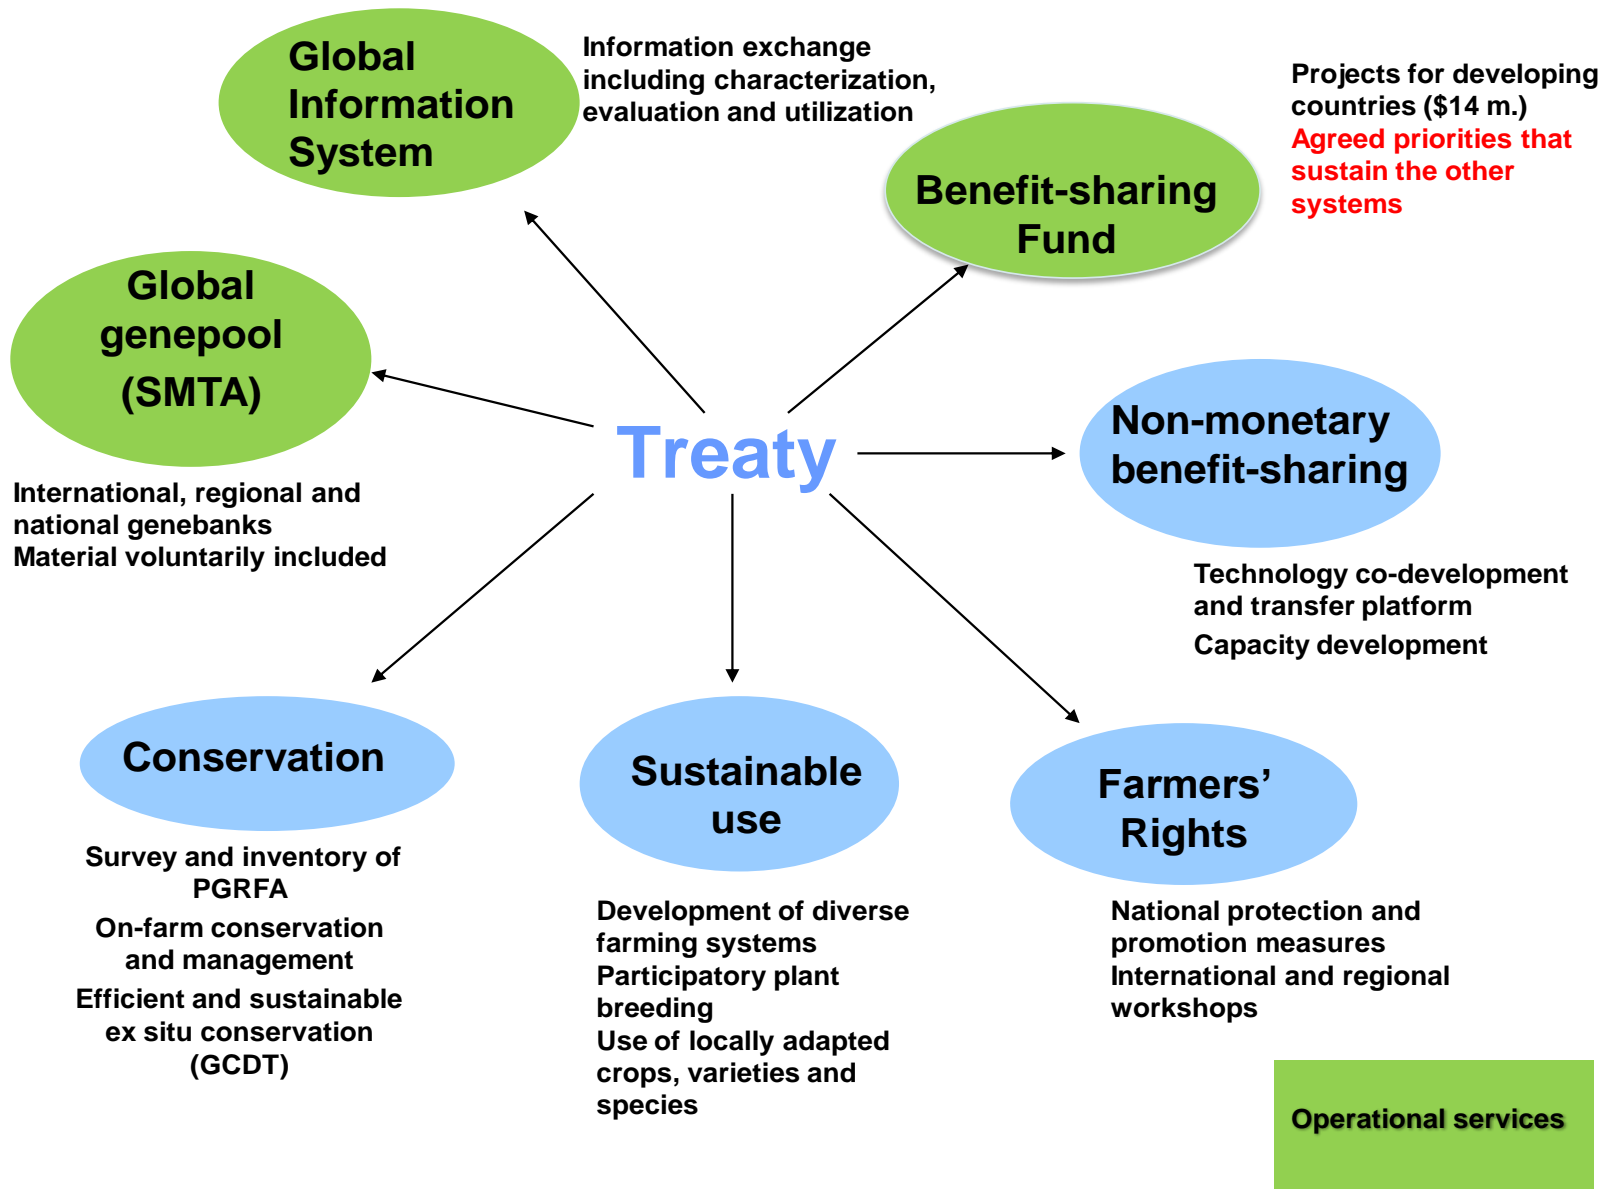 Global
Information
System
Information exchange
including characterization,
evaluation and utilization
Projects for developing
countries ($14 m.)
Agreed priorities that
sustain the other
systems
Benefit-sharing
Fund
Global
genepool
(SMTA)
International, regional and
national genebanks
Material voluntarily included
Treaty
Non-monetary
benefit-sharing
Technology co-development
and transfer platform
Capacity development
Conservation
Survey and inventory of
PGRFA
On-farm conservation
and management
Efficient and sustainable
ex situ conservation
(GCDT)
Sustainable
use
Development of diverse
farming systems
Participatory plant
breeding
Use of locally adapted
crops, varieties and
species
Farmers’
Rights
National protection and
promotion measures
International and regional
workshops
Operational services